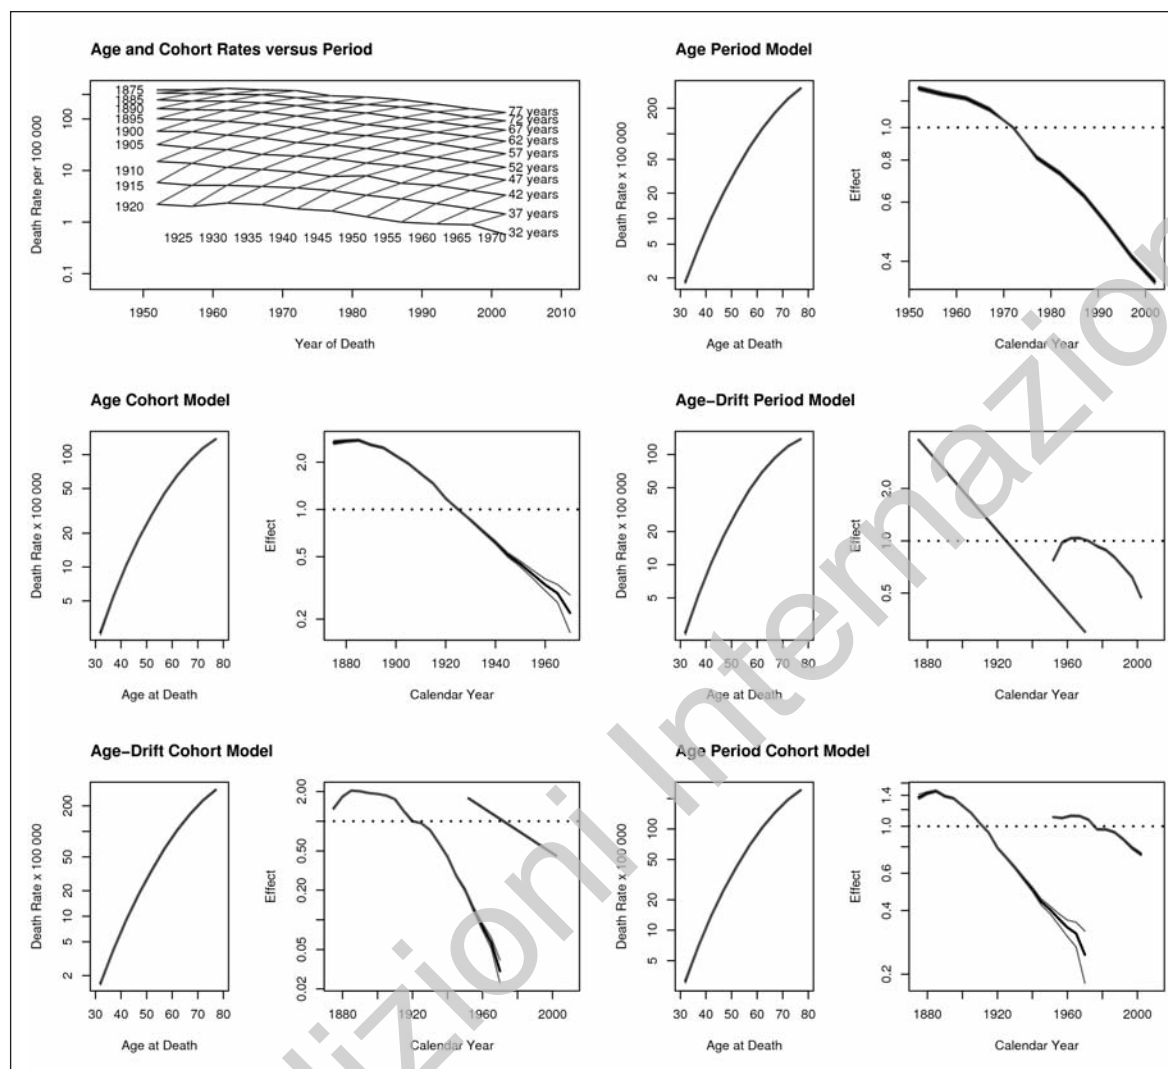 Age and Cohort Rates versus Period
Death Rate per 100 000
100
10
1
0.1
1875
1885
1890
1895
1900
1905
1910
1915
1920
77 years
72 years
67 years
62 years
57 years
52 years
47 years
42 years
37 years
32 years
1925 1930 1935 1940 1945 1950 1955 1960 1965 1970
1950 1960 1970 1980 1990 2000 2010
Year of Death
Age Period Model
Death Rate x 100 000
200
50
20
10
5
2
30 40 50 60 70 80
Age at Death
Effect
1.0
0.8
0.6
0.4
1950 1960 1970 1980 1990 2000
Calendar Year
Age Cohort Model
Death Rate x 100 000
100
50
20
10
5
30 40 50 60 70 80
Age at Death
Effect
2.0
1.0
0.5
0.2
1880 1900 1920 1940 1960
Calendar Year
Age−Drift Period Model
Death Rate x 100 000
100
50
20
10
5
30 40 50 60 70 80
Age at Death
Effect
2.0
1.0
0.5
1880 1920 1960 2000
Calendar Year
Age−Drift Cohort Model
Death Rate x 100 000
200
50
20
10
5
2
30 40 50 60 70 80
Age at Death
Effect
2.00
0.50
0.20
0.05
0.02
1880 1920 1960 2000
Calendar Year
Age Period Cohort Model
Death Rate x 100 000
100
50
20
10
5
30 40 50 60 70 80
Age at Death
Effect
1.4
1.0
0.6
0.4
0.2
1880 1920 1960 2000
Calendar Year
dizioni Internazion